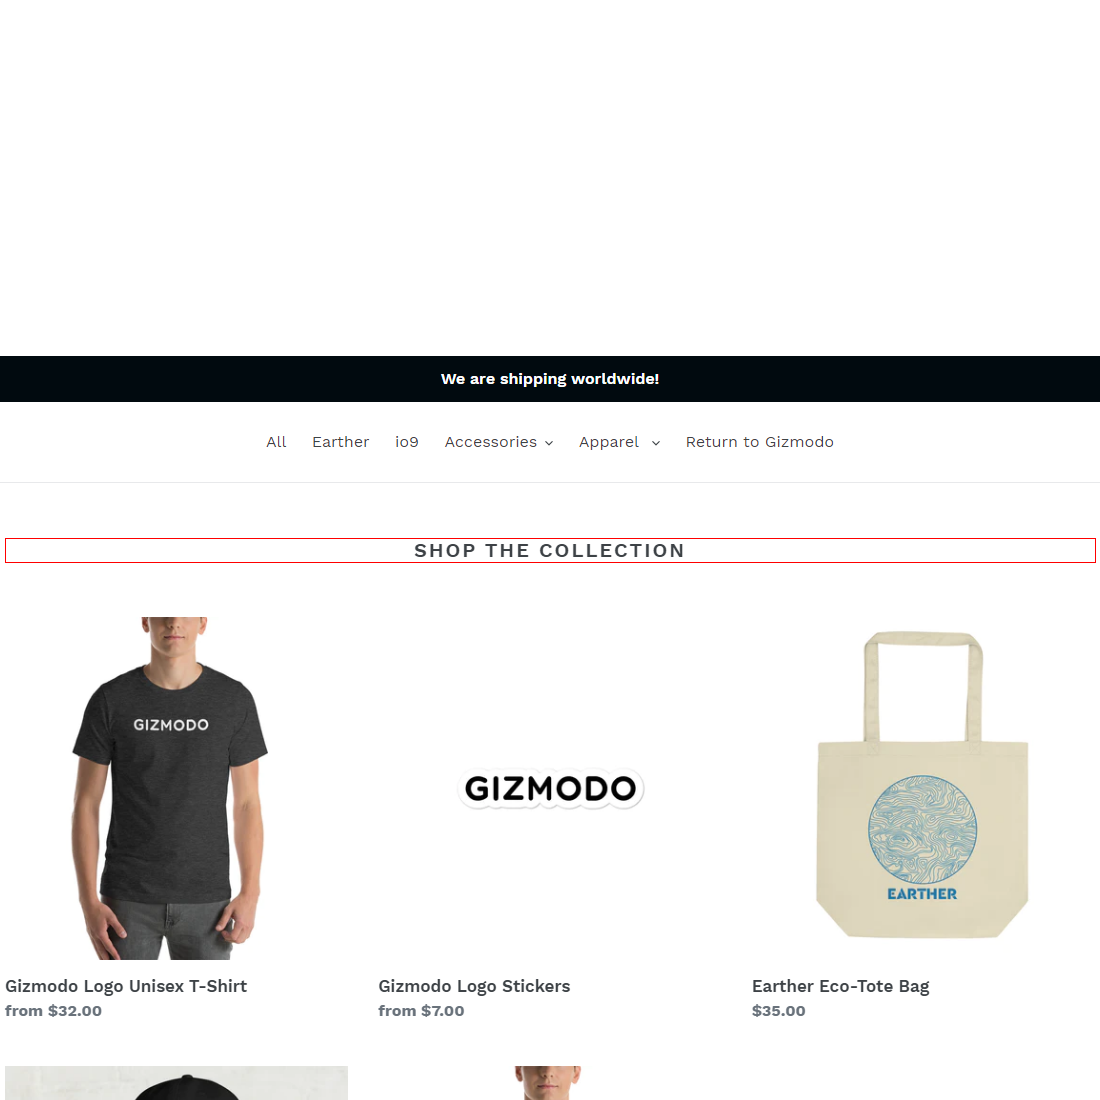 We are shipping worldwide!
All Earther io9 Accessories Apparel Return to Gizmodo
SHOP THE COLLECTION
GIZMODO
GIZMODO
EARTHER
Gizmodo Logo Unisex T-Shirt
from $32.00
Gizmodo Logo Stickers
from $7.00
Earther Eco-Tote Bag
$35.00